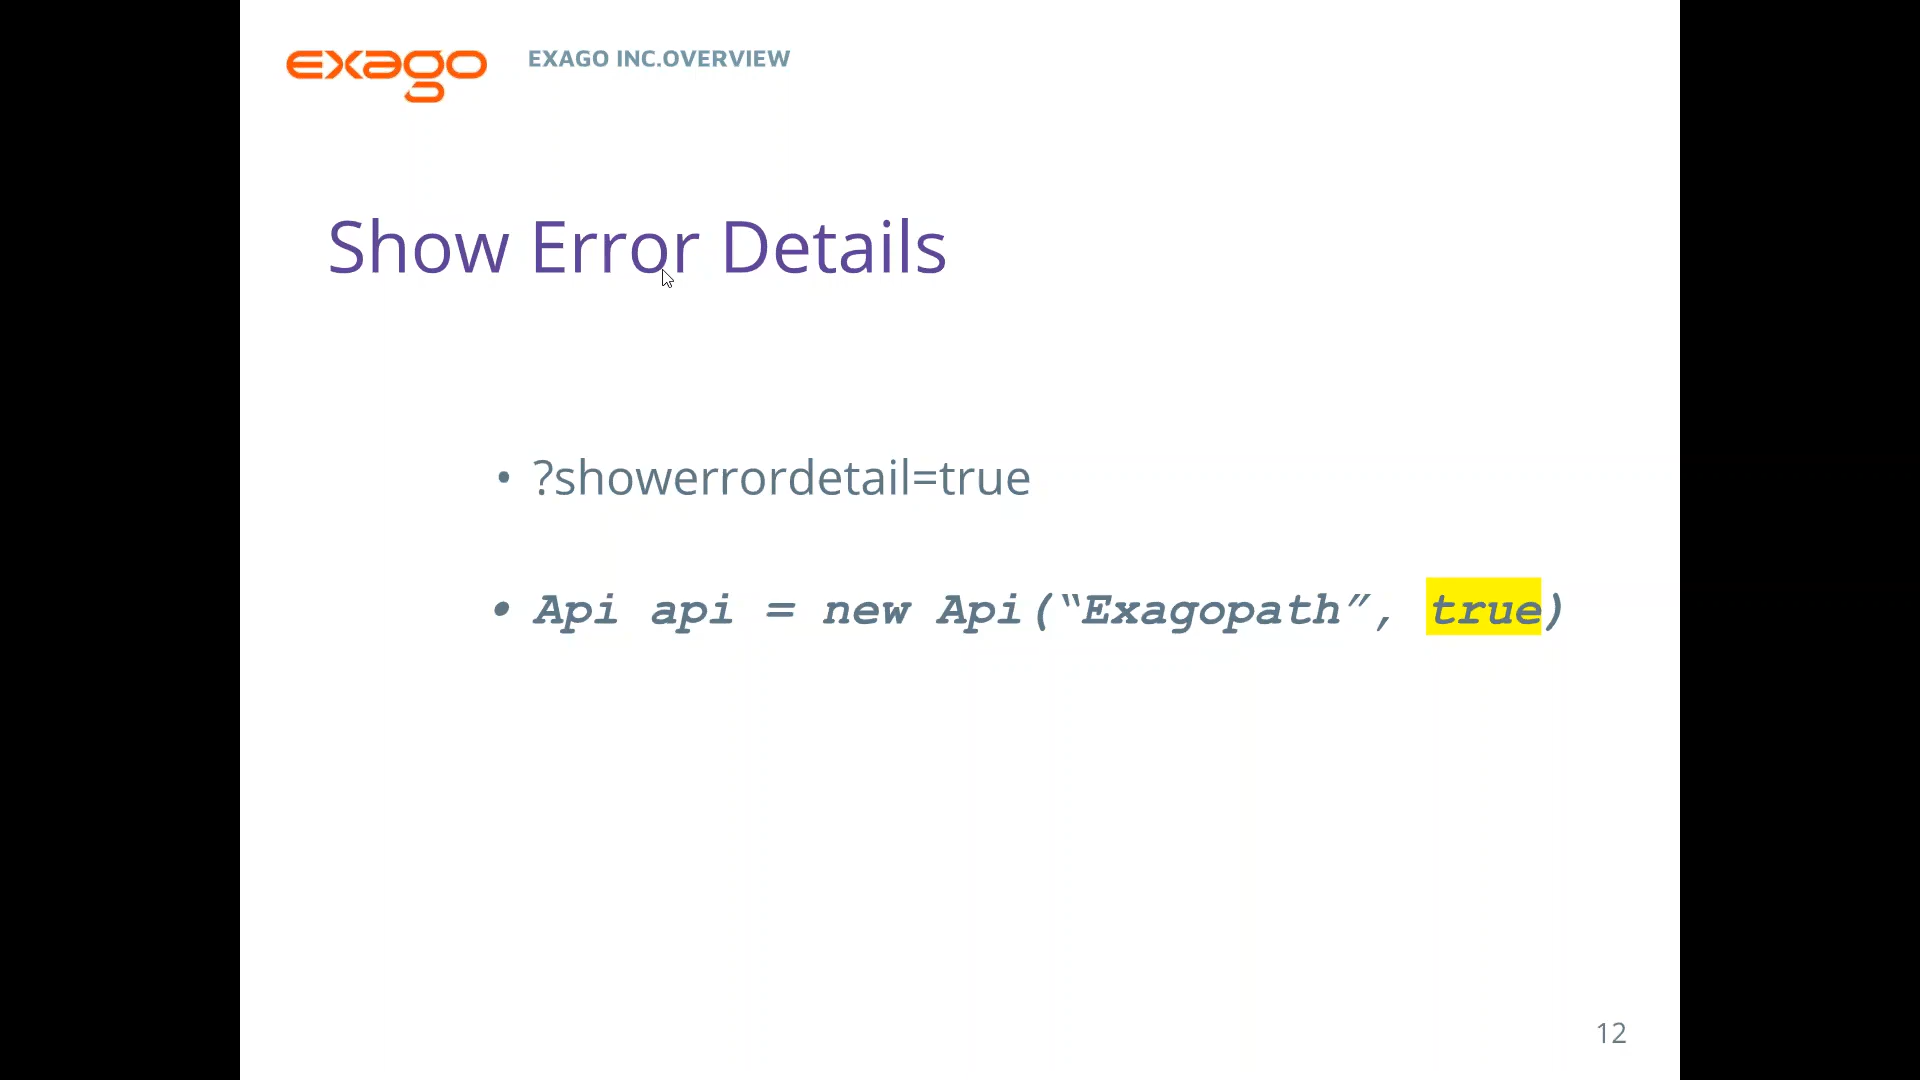 exago
EXAGO INC.OVERVIEW
Show Error Details
• ?showerrordetail=true
• Api api = new Api(“Exagopath”, true)
12